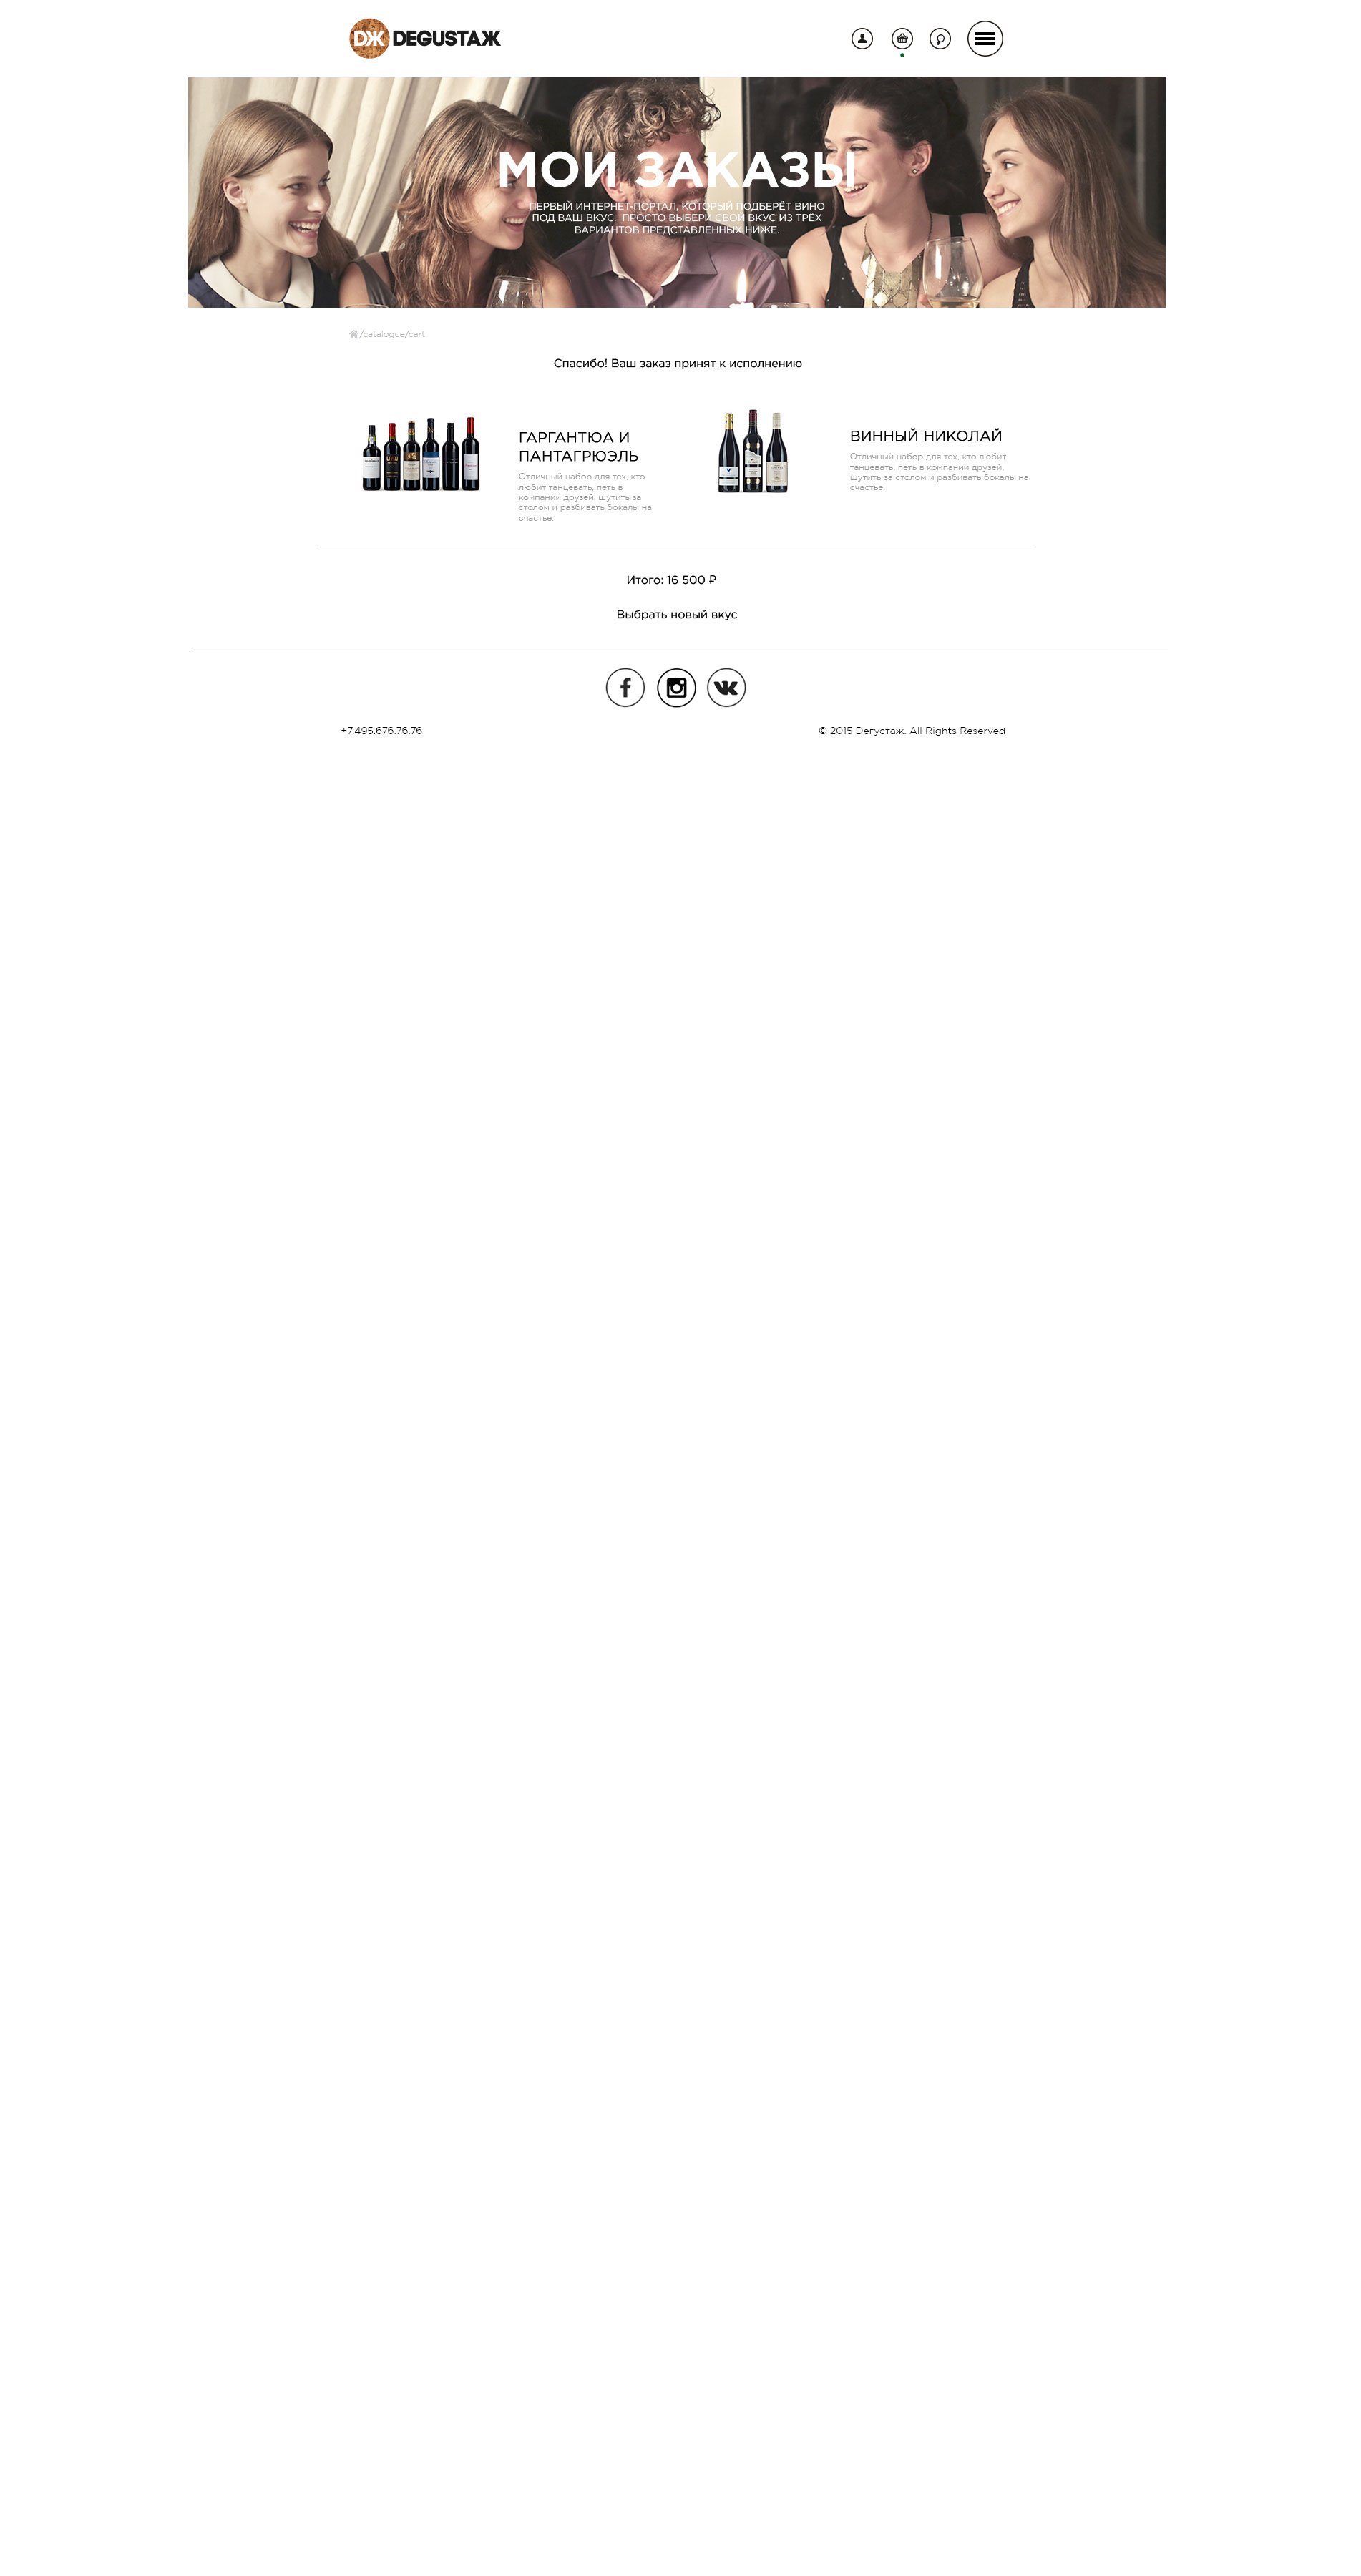 DЖ DEGUSTAЖ
МОИ ЗАКАЗЫ
ПЕРВЫЙ ИНТЕРНЕТ-ПОРТАЛ, КОТОРЫЙ ПОДБЕРЁТ ВИНО
ПОД ВАШ ВКУС. ПРОСТО ВЫБЕРИ СВОЙ ВКУС ИЗ ТРЁХ
ВАРИАНТОВ ПРЕДСТАВЛЕННЫХ НИЖЕ.
/catalogue/cart
Спасибо! Ваш заказ принят к исполнению
ГАРГАНТЮА И
ПАНТАГРЮЭЛЬ
Отличный набор для тех, кто
любит танцевать, петь в
компании друзей, шутить за
столом и разбивать бокалы на
счастье.
ВИННЫЙ НИКОЛАЙ
Отличный набор для тех, кто любит
танцевать, петь в компании друзей,
шутить за столом и разбивать бокалы на
счастье.
Итого: 16 500 ₽
Выбрать новый вкус
+7.495.676.76.76
© 2015 Дегустаж. All Rights Reserved